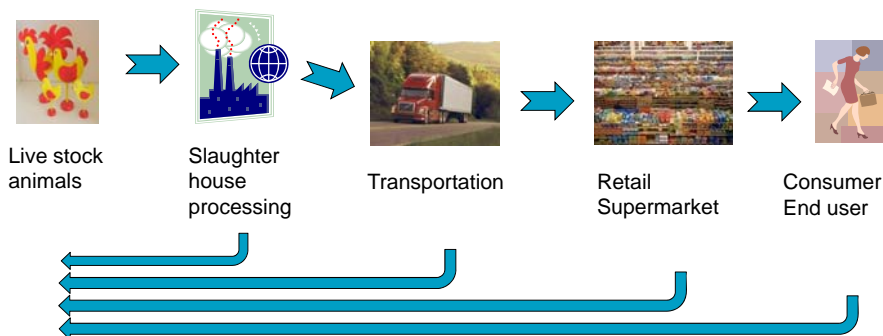 Live stock
animals
Slaughter
house
processing
Transportation
Retail
Supermarket
Consumer
End user